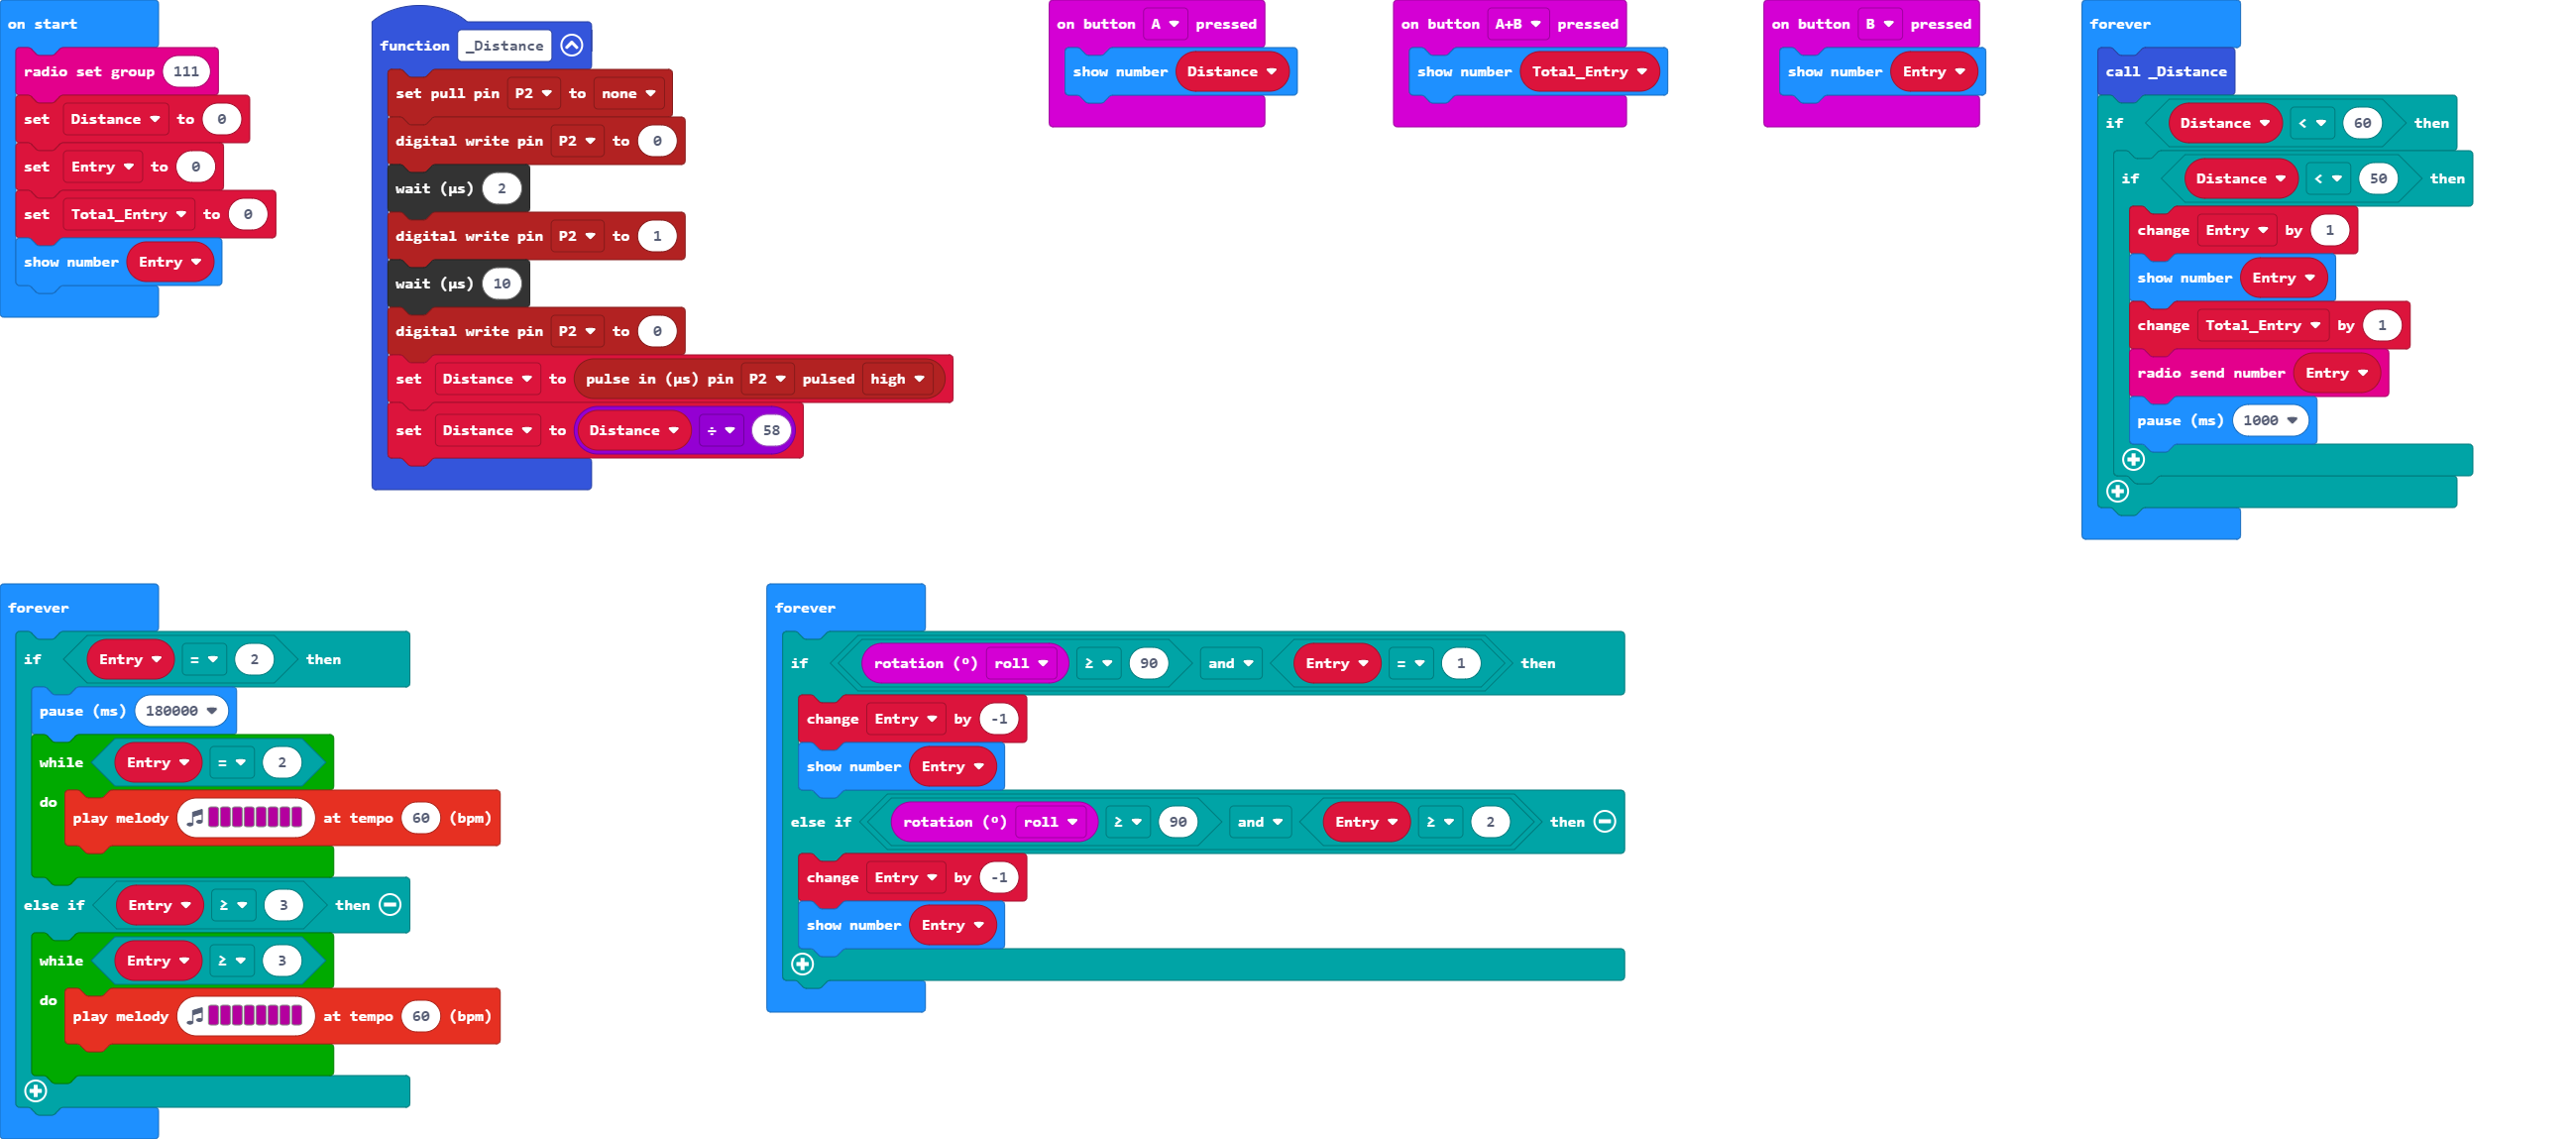 on start
radio set group 111
set Distance to 0
set Entry to 0
set Total_Entry to 0
show number Entry
function _Distance
set pull pin P2 to none
digital write pin P2 to 0
wait (µs) 2
digital write pin P2 to 1
wait (µs) 10
digital write pin P2 to 0
set Distance to pulse in (µs) pin P2 pulsed high
set Distance to Distance ÷ 58
on button A pressed
show number Distance
on button A+B pressed
show number Total_Entry
on button B pressed
show number Entry
forever
call _Distance
if Distance < 60 then
if Distance < 50 then
change Entry by 1
show number Entry
change Total_Entry by 1
radio send number Entry
pause (ms) 1000
forever
if Entry = 2 then
pause (ms) 180000
while Entry = 2
do
play melody at tempo 60 (bpm)
else if Entry ≥ 3 then
while Entry ≥ 3
do
play melody at tempo 60 (bpm)
forever
if rotation (º) roll ≥ 90 and Entry = 1 then
change Entry by -1
show number Entry
else if rotation (º) roll ≥ 90 and Entry ≥ 2 then
change Entry by -1
show number Entry